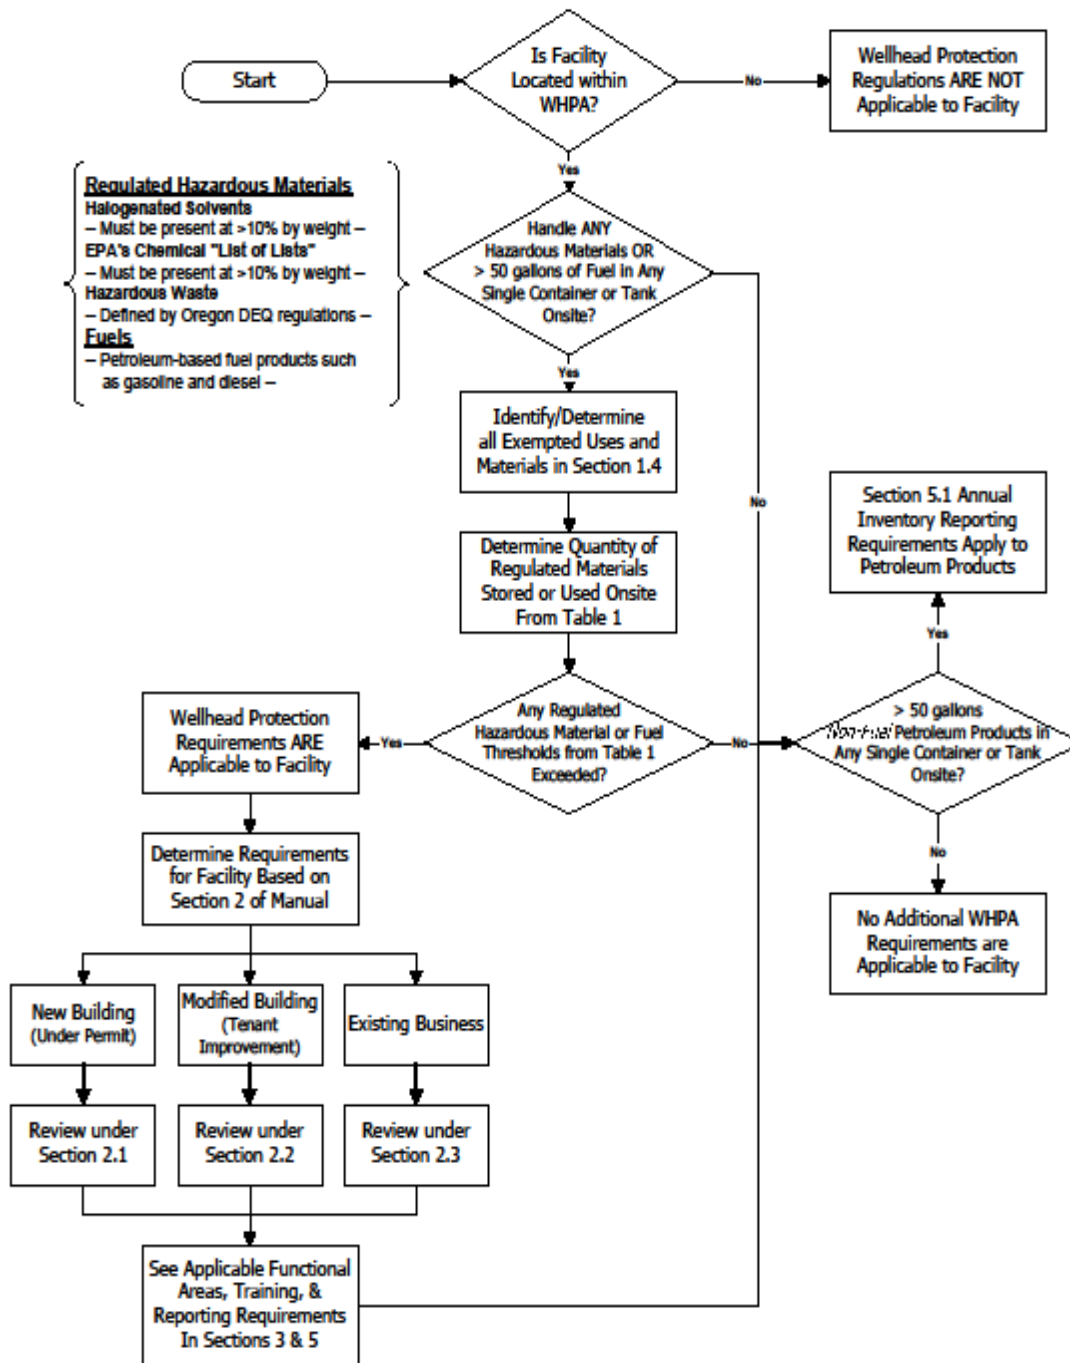 Start
Is Facility
Located within
WHPA?
No
Wellhead Protection
Regulations ARE NOT
Applicable to Facility
Yes
Regulated Hazardous Materials
Halogenated Solvents
– Must be present at >10% by weight –
EPA's Chemical "List of Lists"
– Must be present at >10% by weight –
Hazardous Waste
– Defined by Oregon DEQ regulations –
Fuels
– Petroleum-based fuel products such
as gasoline and diesel –
Handle ANY
Hazardous Materials OR
> 50 gallons of Fuel in Any
Single Container or Tank
Onsite?
Yes
No
Identify/Determine
all Exempted Uses and
Materials in Section 1.4
Determine Quantity of
Regulated Materials
Stored or Used Onsite
From Table 1
Section 5.1 Annual
Inventory Reporting
Requirements Apply to
Petroleum Products
Yes
Any Regulated
Hazardous Material or Fuel
Thresholds from Table 1
Exceeded?
Yes
No
> 50 gallons
Non-Fuel Petroleum Products in
Any Single Container or Tank
Onsite?
No
No Additional WHPA
Requirements are
Applicable to Facility
Wellhead Protection
Requirements ARE
Applicable to Facility
Determine Requirements
for Facility Based on
Section 2 of Manual
New Building
(Under Permit)
Modified Building
(Tenant
Improvement)
Existing Business
Review under
Section 2.1
Review under
Section 2.2
Review under
Section 2.3
See Applicable Functional
Areas, Training, &
Reporting Requirements
In Sections 3 & 5